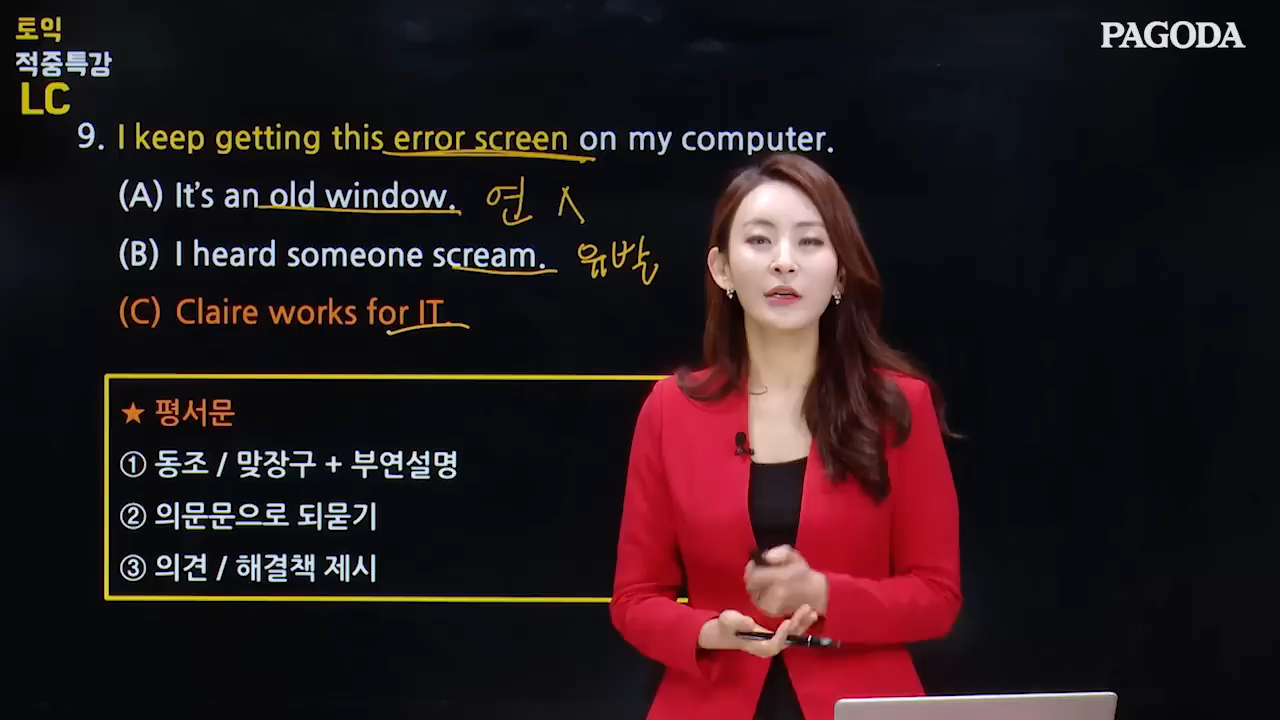 토익
적중특강
LC
PAGODA
9. I keep getting this error screen on my computer.
(A) It's an old window. 연 상
(B) I heard someone scream. 유발
(C) Claire works for IT.
★ 평서문
① 동조 / 맞장구 + 부연설명
② 의문문으로 되묻기
③ 의견 / 해결책 제시